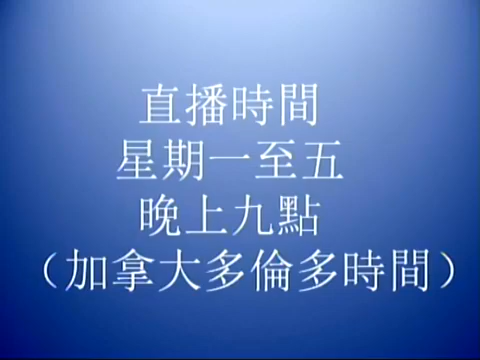 直播時間
星期一至五
晚上九點
（加拿大多倫多時間）